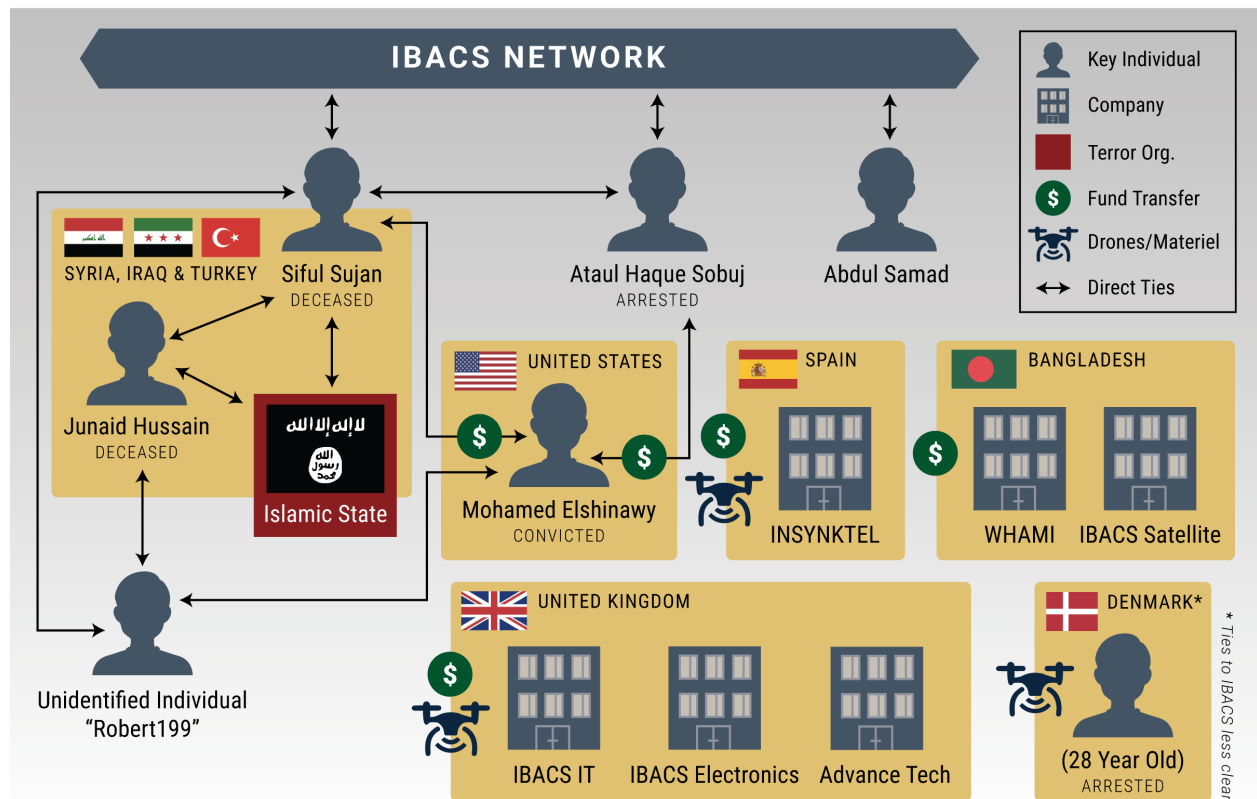 IBACS NETWORK
Key Individual
Company
Terror Org.
$
Fund Transfer
Drones/Materiel
Direct Ties
SYRIA, IRAQ & TURKEY
Siful Sujan
DECEASED
Ataul Haque Sobuj
ARRESTED
Abdul Samad
Junaid Hussain
DECEASED
لا إله إلا الله
الله
رسول
محمد
Islamic State
UNITED STATES
$
$
Mohamed Elshinawy
CONVICTED
SPAIN
$
INSYNKTEL
BANGLADESH
$
WHAMI
IBACS Satellite
Unidentified Individual
“Robert199”
UNITED KINGDOM
$
IBACS IT
IBACS Electronics
Advance Tech
DENMARK*
(28 Year Old)
ARRESTED
* Ties to IBACS less clear